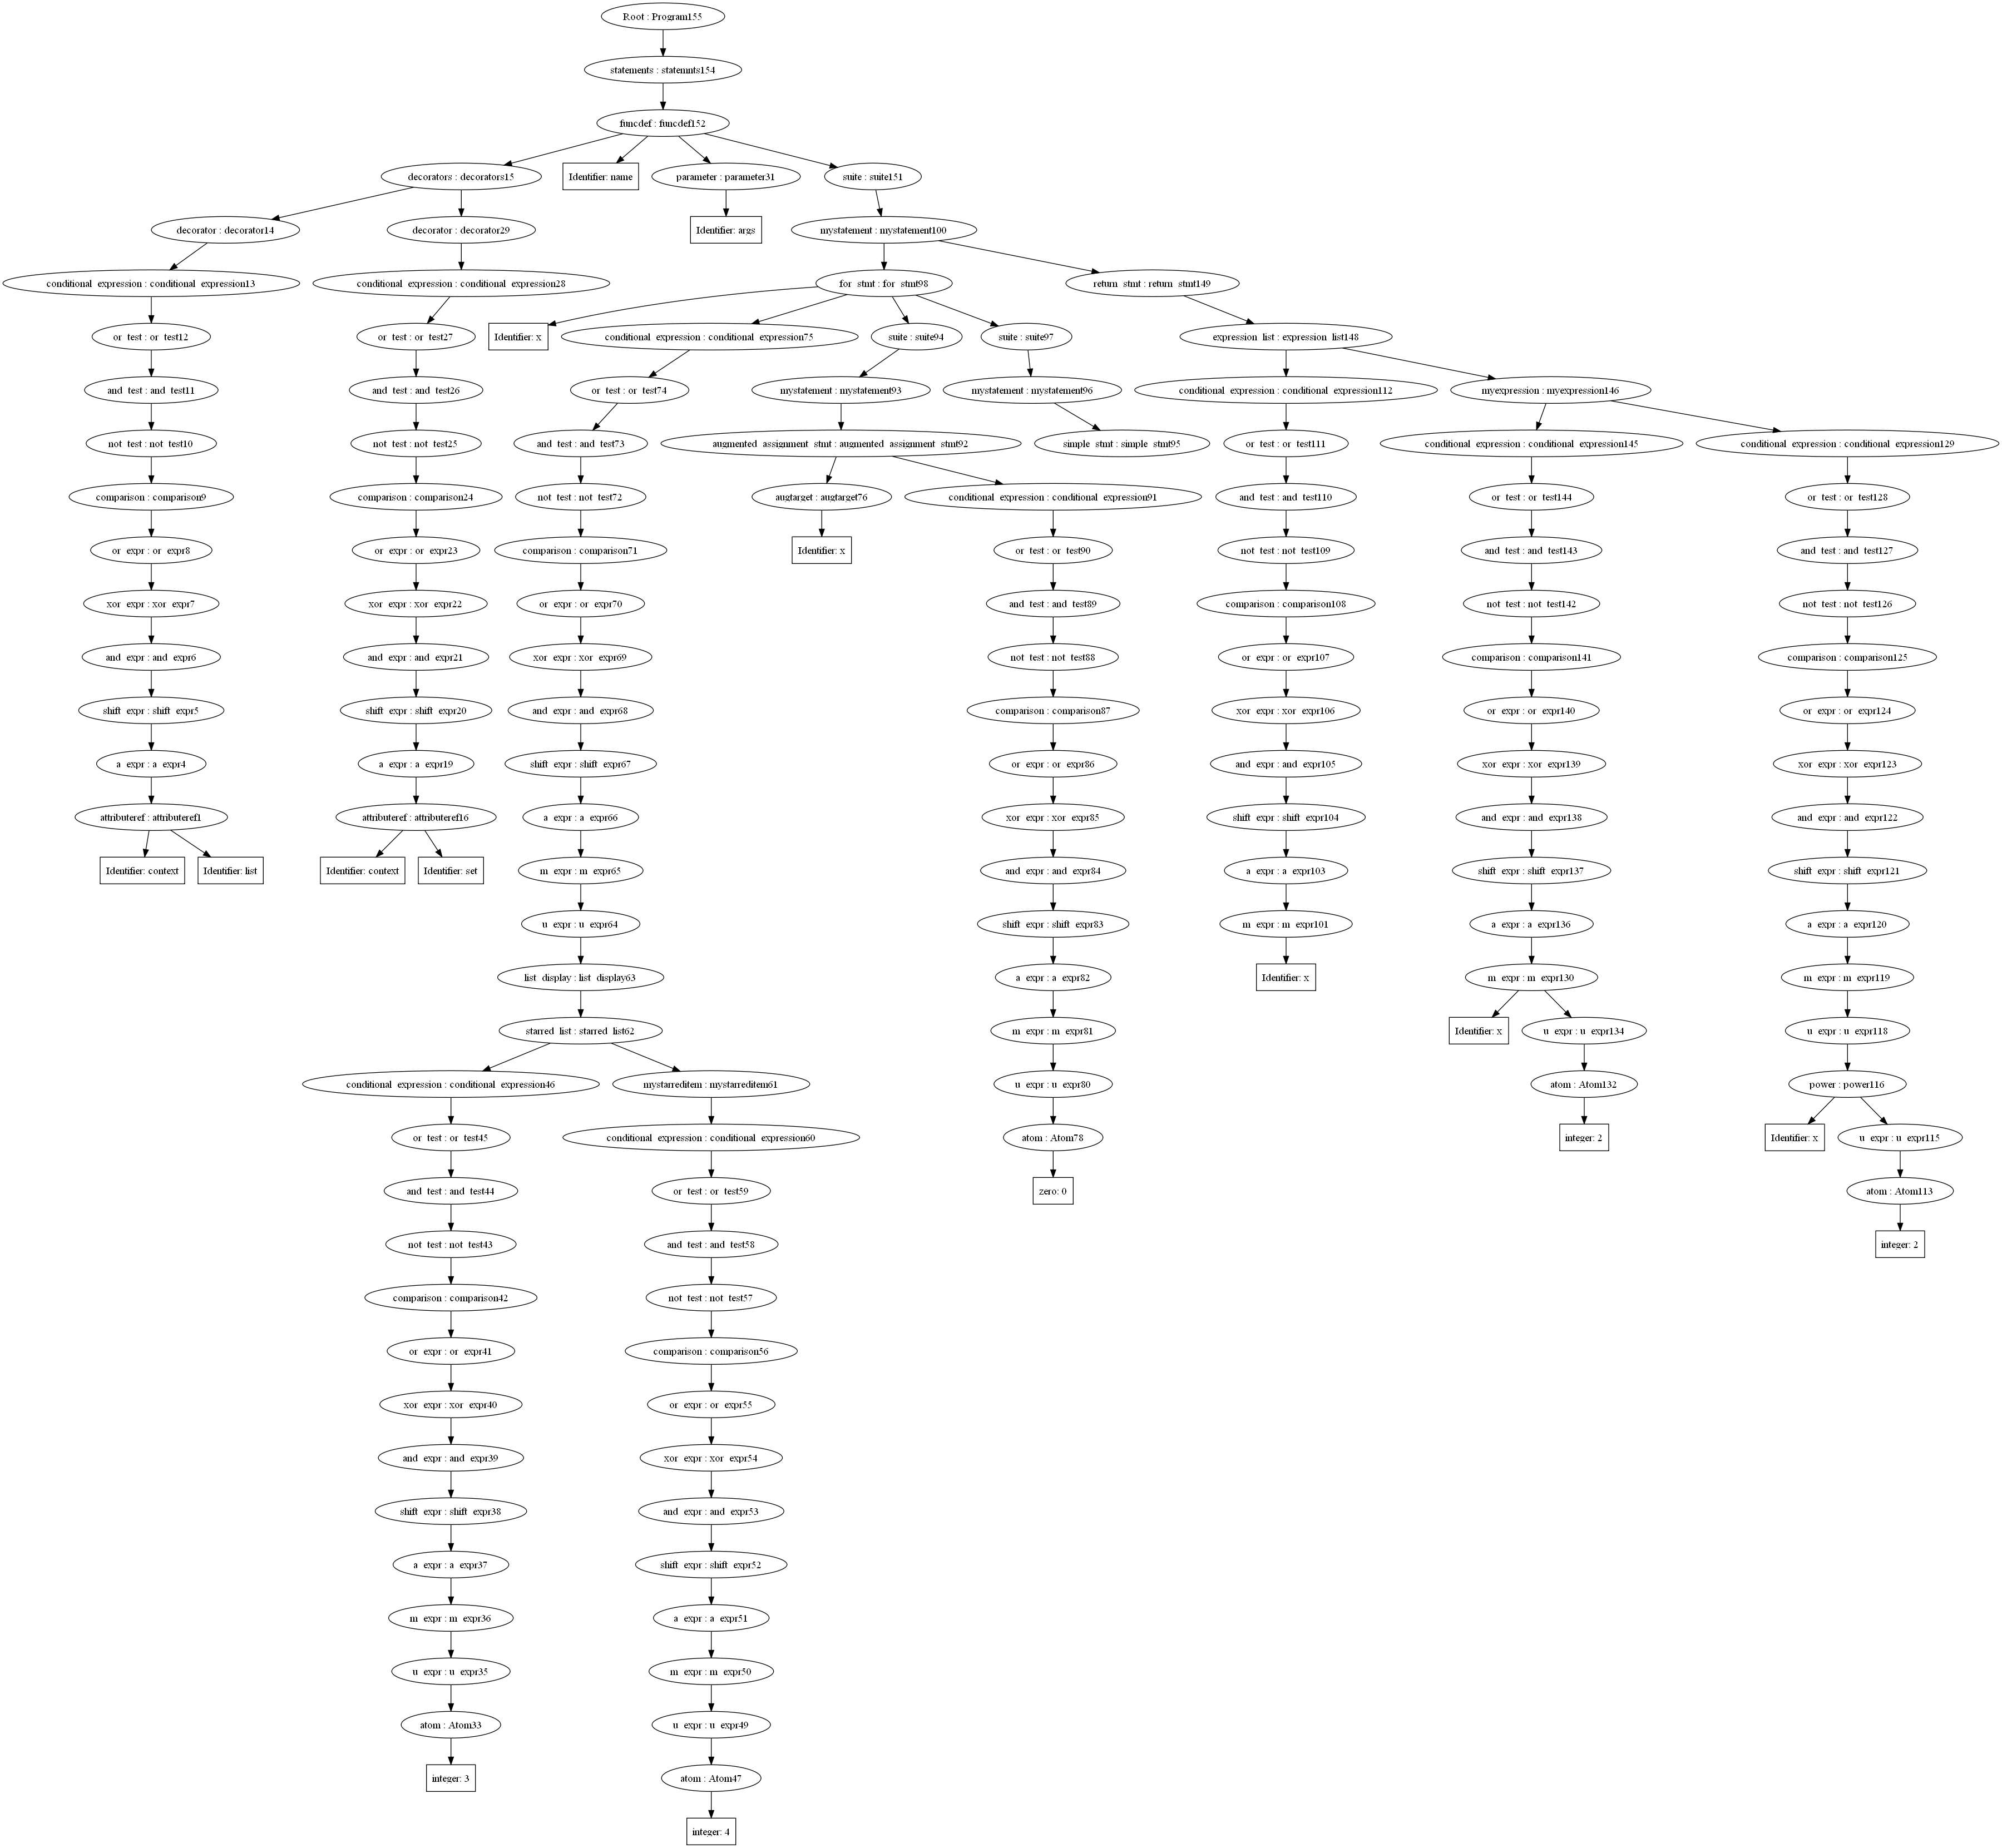 Root : Program155
statements : statemnts154
funcdef : funcdef152
decorators : decorators15
Identifier: name
parameter : parameter31
suite : suite151
decorator : decorator14
decorator : decorator29
Identifier: args
mystatement : mystatement100
conditional expression : conditional expression13
conditional expression : conditional expression28
for stmt : for stmt98
return stmt : return stmt149
or test : or test12
or test : or test27
Identifier: x
conditional expression : conditional expression75
suite : suite94
suite : suite97
expression list : expression list148
and test : and test11
and test : and test26
or test : or test74
mystatement : mystatement93
mystatement : mystatement96
conditional expression : conditional expression112
myexpression : myexpression146
not test : not test10
not test : not test25
and test : and test73
augmented assignment stmt : augmented assignment stmt92
simple stmt : simple stmt95
or test : or test111
conditional expression : conditional expression145
conditional expression : conditional expression129
comparison : comparison9
comparison : comparison24
not test : not test72
augtarget : augtarget76
conditional expression : conditional expression91
and test : and test110
or test : or test144
or test : or test128
or expr : or expr8
or expr : or expr23
comparison : comparison71
Identifier: x
or test : or test90
not test : not test109
and test : and test143
and test : and test127
xor expr : xor expr7
xor expr : xor expr22
or expr : or expr70
and test : and test89
comparison : comparison108
not test : not test142
not test : not test126
and expr : and expr6
and expr : and expr21
xor expr : xor expr69
not test : not test88
or expr : or expr107
comparison : comparison141
comparison : comparison125
shift expr : shift expr5
shift expr : shift expr20
and expr : and expr68
comparison : comparison87
xor expr : xor expr106
or expr : or expr140
or expr : or expr124
a expr : a expr4
a expr : a expr19
shift expr : shift expr67
or expr : or expr86
and expr : and expr105
xor expr : xor expr139
xor expr : xor expr123
attributeref : attributeref1
attributeref : attributeref16
a expr : a expr66
xor expr : xor expr85
shift expr : shift expr104
and expr : and expr138
and expr : and expr122
Identifier: context
Identifier: list
Identifier: context
Identifier: set
m expr : m expr65
and expr : and expr84
a expr : a expr103
shift expr : shift expr137
shift expr : shift expr121
u expr : u expr64
shift expr : shift expr83
m expr : m expr101
a expr : a expr136
a expr : a expr120
list display : list display63
a expr : a expr82
Identifier: x
m expr : m expr130
m expr : m expr119
starred list : starred list62
m expr : m expr81
Identifier: x
u expr : u expr134
u expr : u expr118
conditional expression : conditional expression46
mystarreditem : mystarreditem61
u expr : u expr80
atom : Atom132
power : power116
or test : or test45
conditional expression : conditional expression60
atom : Atom78
integer: 2
Identifier: x
u expr : u expr115
and test : and test44
or test : or test59
zero: 0
atom : Atom113
not test : not test43
and test : and test58
integer: 2
comparison : comparison42
not test : not test57
or expr : or expr41
comparison : comparison56
xor expr : xor expr40
or expr : or expr55
and expr : and expr39
xor expr : xor expr54
shift expr : shift expr38
and expr : and expr53
a expr : a expr37
shift expr : shift expr52
m expr : m expr36
a expr : a expr51
u expr : u expr35
m expr : m expr50
atom : Atom33
u expr : u expr49
integer: 3
atom : Atom47
integer: 4